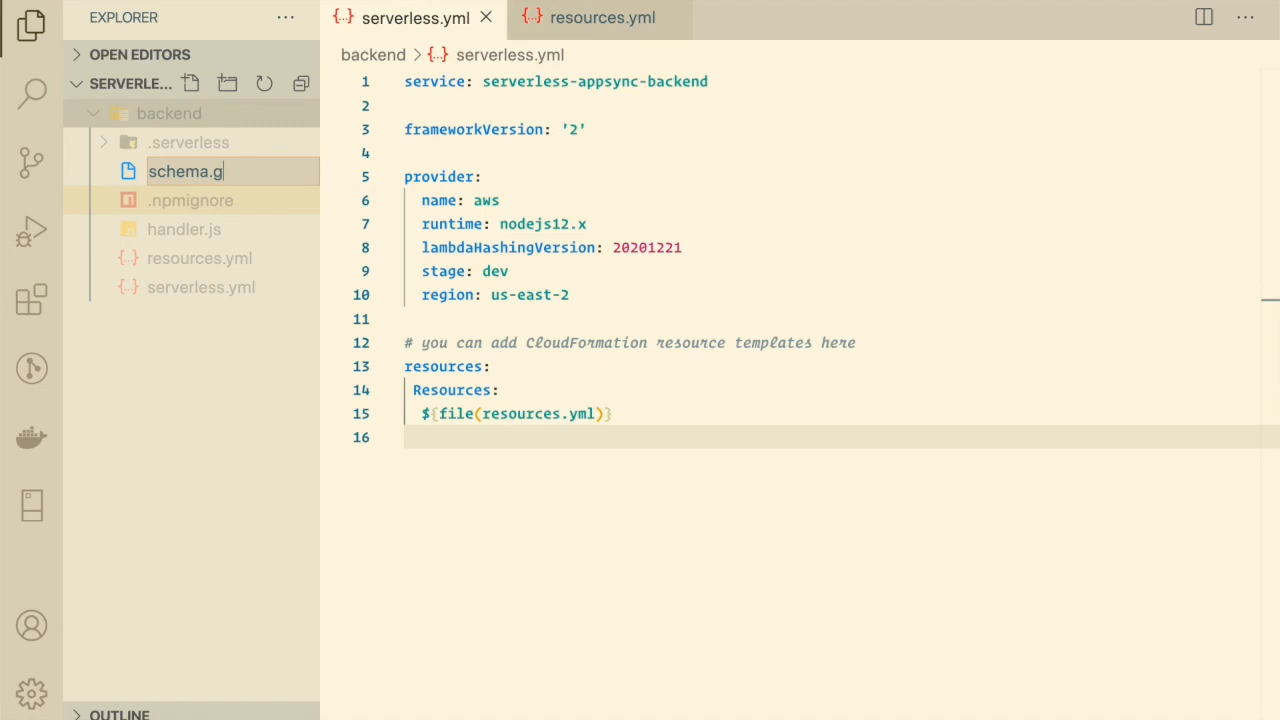 EXPLORER
OPEN EDITORS
SERVERLE...
backend
.serverless
schema.g
.npmignore
handler.js
resources.yml
serverless.yml
OUTLINE
serverless.yml
resources.yml
backend > serverless.yml
1 service: serverless-appsync-backend
2
3 frameworkVersion: '2'
4
5 provider:
6 name: aws
7 runtime: nodejs12.x
8 lambdaHashingVersion: 20201221
9 stage: dev
10 region: us-east-2
11
12 # you can add CloudFormation resource templates here
13 resources:
14 Resources:
15 ${file(resources.yml)}
16